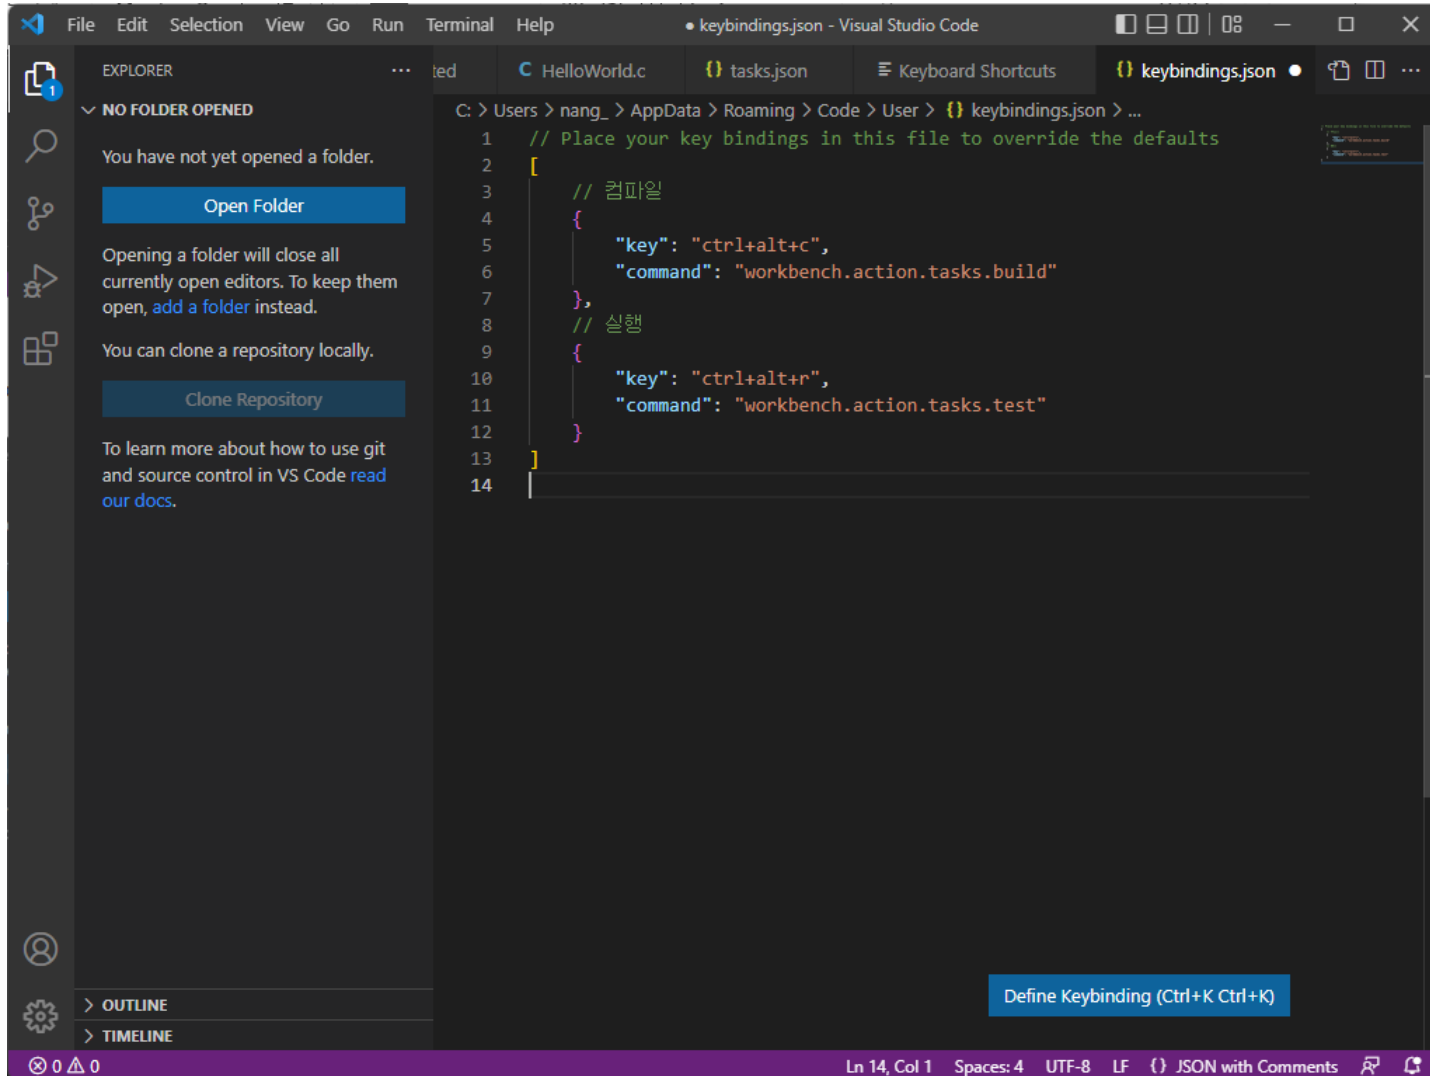 File Edit Selection View Go Run Terminal Help
● keybindings.json - Visual Studio Code
EXPLORER
ted
HelloWorld.c
{} tasks.json
Keyboard Shortcuts
{} keybindings.json ●
1
NO FOLDER OPENED
You have not yet opened a folder.
Open Folder
Opening a folder will close all
currently open editors. To keep them
open, add a folder instead.
You can clone a repository locally.
Clone Repository
To learn more about how to use git
and source control in VS Code read
our docs.
OUTLINE
TIMELINE
C: > Users > nang_ > AppData > Roaming > Code > User > {} keybindings.json > ...
1 // Place your key bindings in this file to override the defaults
2 [
3 // 컴파일
4 {
5 "key": "ctrl+alt+c",
6 "command": "workbench.action.tasks.build"
7 },
8 // 실행
9 {
10 "key": "ctrl+alt+r",
11 "command": "workbench.action.tasks.test"
12 }
13 ]
14
Define Keybinding (Ctrl+K Ctrl+K)
0 0
Ln 14, Col 1 Spaces: 4 UTF-8 LF {} JSON with Comments